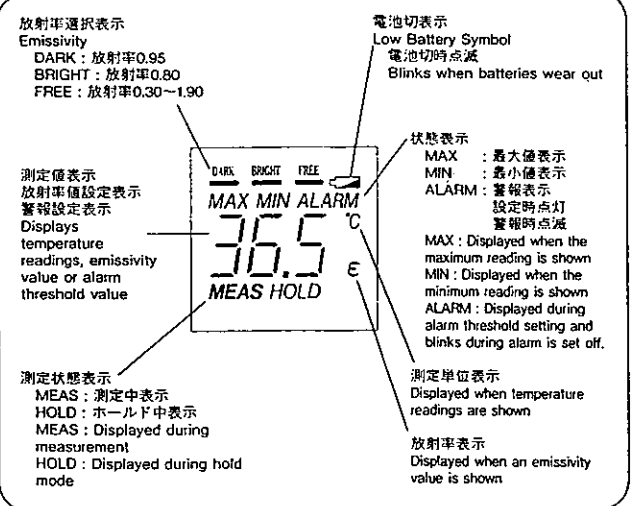 放射率選択表示
Emissivity
DARK : 放射率0.95
BRIGHT : 放射率0.80
FREE : 放射率0.30～1.90
電池切表示
Low Battery Symbol
電池切時点滅
Blinks when batteries wear out
測定値表示
放射率値設定表示
警報設定表示
Displays
temperature
readings, emissivity
value or alarm
threshold value
DARK BRIGHT FREE
MAX MIN ALARM
36.5 ℃
ε
MEAS HOLD
状態表示
MAX : 最大値表示
MIN : 最小値表示
ALARM : 警報表示
設定時点灯
警報時点滅
MAX : Displayed when the
maximum reading is shown
MIN : Displayed when the
minimum reading is shown
ALARM : Displayed during
alarm threshold setting and
blinks during alarm is set off.
測定状態表示
MEAS : 測定中表示
HOLD : ホールド中表示
MEAS : Displayed during
measurement
HOLD : Displayed during hold
mode
測定単位表示
Displayed when temperature
readings are shown
放射率表示
Displayed when an emissivity
value is shown